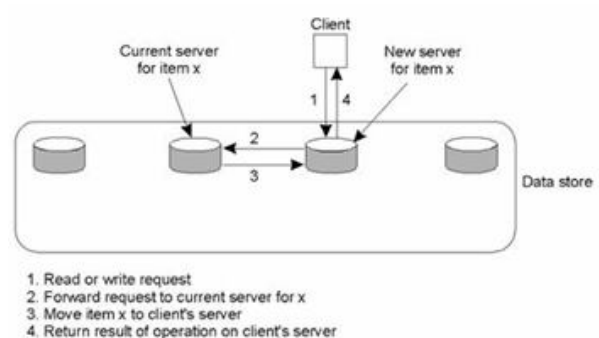 Client
Current server
for item x
New server
for item x
1 4
2
3
Data store
1. Read or write request
2. Forward request to current server for x
3. Move item x to client's server
4. Return result of operation on client's server